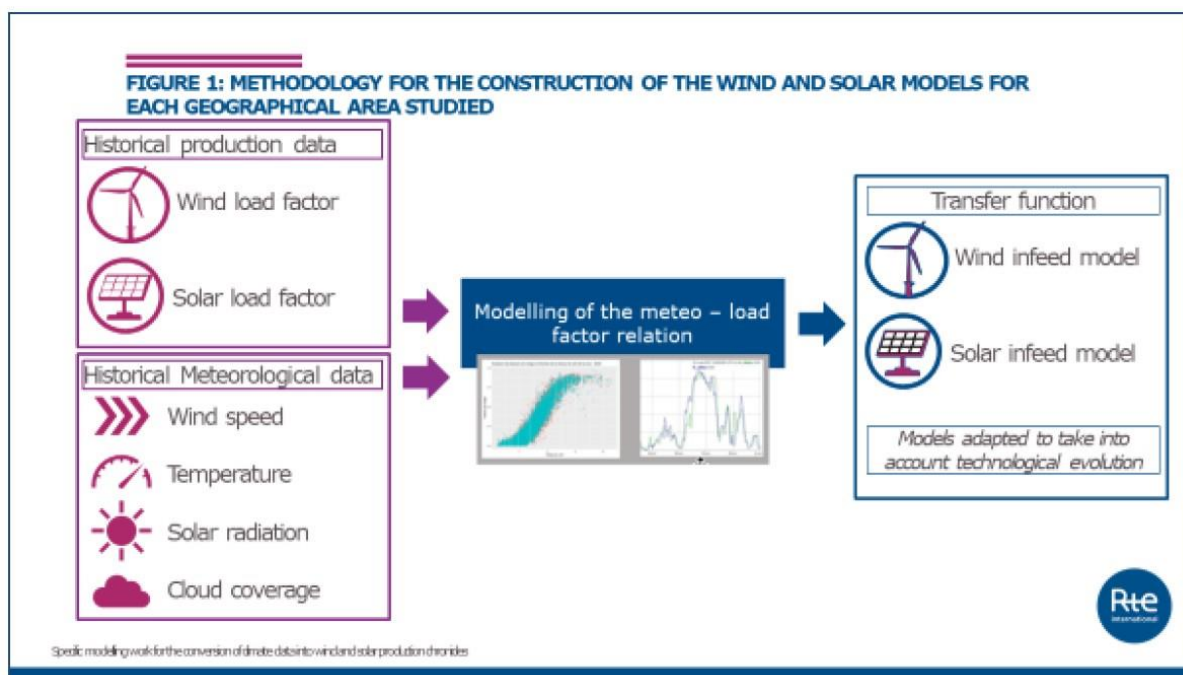 FIGURE 1: METHODOLOGY FOR THE CONSTRUCTION OF THE WIND AND SOLAR MODELS FOR
EACH GEOGRAPHICAL AREA STUDIED
Historical production data
Wind load factor
Solar load factor
Historical Meteorological data
Wind speed
Temperature
Solar radiation
Cloud coverage
Modelling of the meteo – load
factor relation
Transfer function
Wind infeed model
Solar infeed model
Models adapted to take into
account technological evolution
Rte
international
Specific modelling work for the conversion of climate data into wind and solar production chronicles